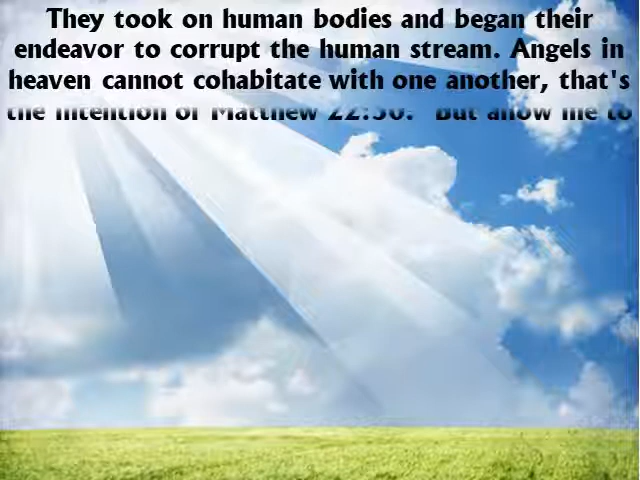 They took on human bodies and began their
endeavor to corrupt the human stream. Angels in
heaven cannot cohabitate with one another, that's
the intention of Matthew 22:30. But allow me to